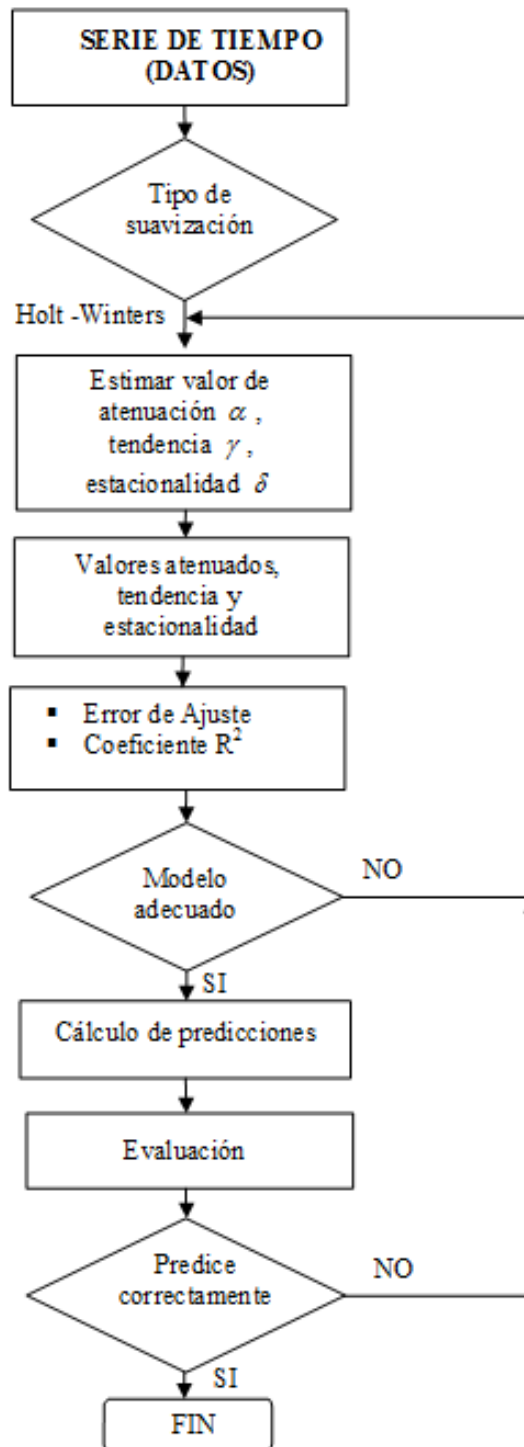 SERIE DE TIEMPO
(DATOS)
Tipo de
suavización
Holt -Winters
Estimar valor de
atenuación α ,
tendencia γ ,
estacionalidad δ
Valores atenuados,
tendencia y
estacionalidad
▪ Error de Ajuste
▪ Coeficiente R²
Modelo
adecuado
NO
SI
Cálculo de predicciones
Evaluación
Predice
correctamente
NO
SI
FIN